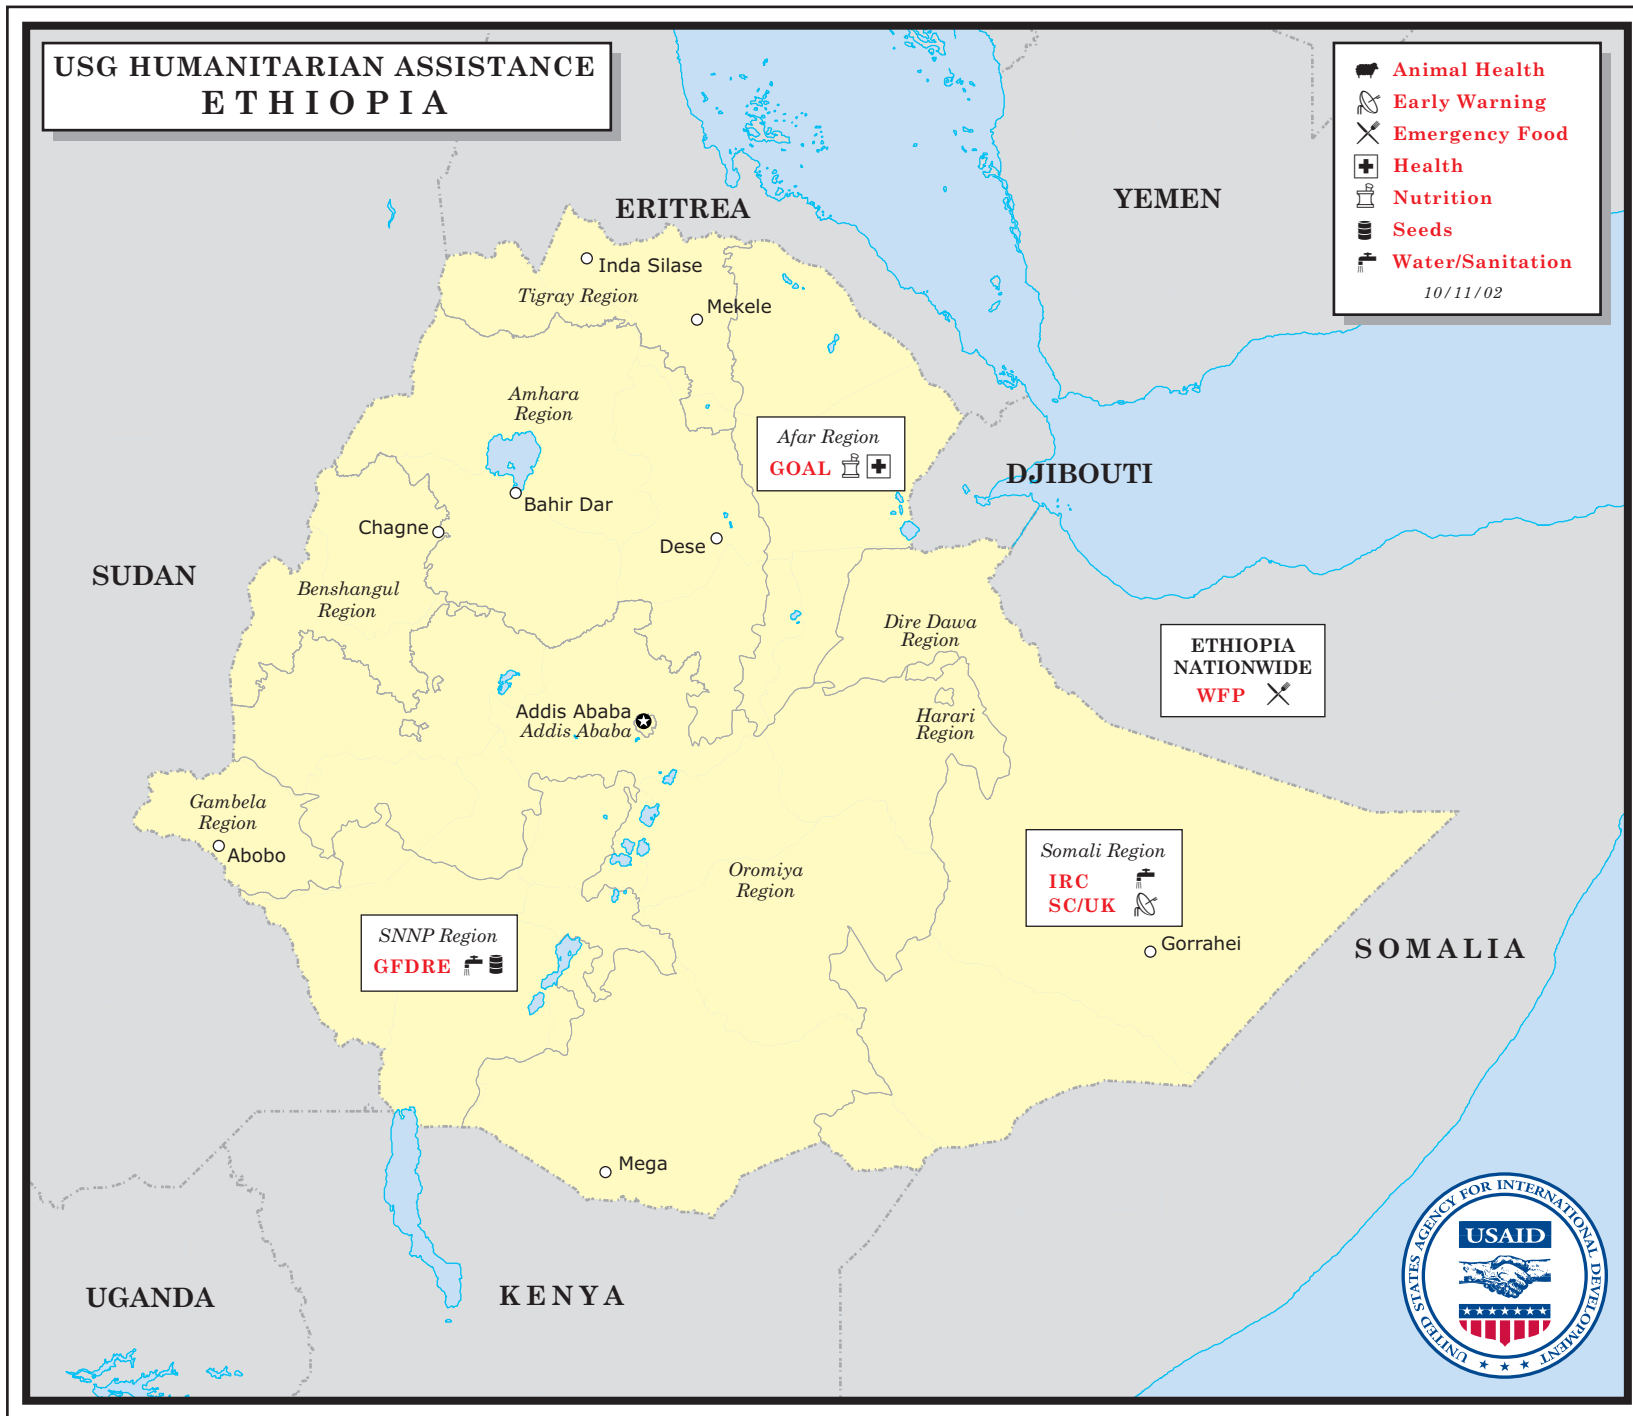 USG HUMANITARIAN ASSISTANCE
ETHIOPIA
Animal Health
Early Warning
Emergency Food
Health
Nutrition
Seeds
Water/Sanitation
10/11/02
YEMEN
ERITREA
Inda Silase
Tigray Region
Mekele
Amhara
Region
Afar Region
GOAL
DJIBOUTI
Bahir Dar
Chagne
Dese
SUDAN
Benshangul
Region
Dire Dawa
Region
ETHIOPIA
NATIONWIDE
WFP
Addis Ababa
Addis Ababa
Harari
Region
Gambela
Region
Abobo
Oromiya
Region
Somali Region
IRC
SC/UK
SNNP Region
GFDRE
Gorrahei
SOMALIA
Mega
UGANDA
KENYA
UNITED STATES AGENCY FOR INTERNATIONAL DEVELOPMENT
USAID